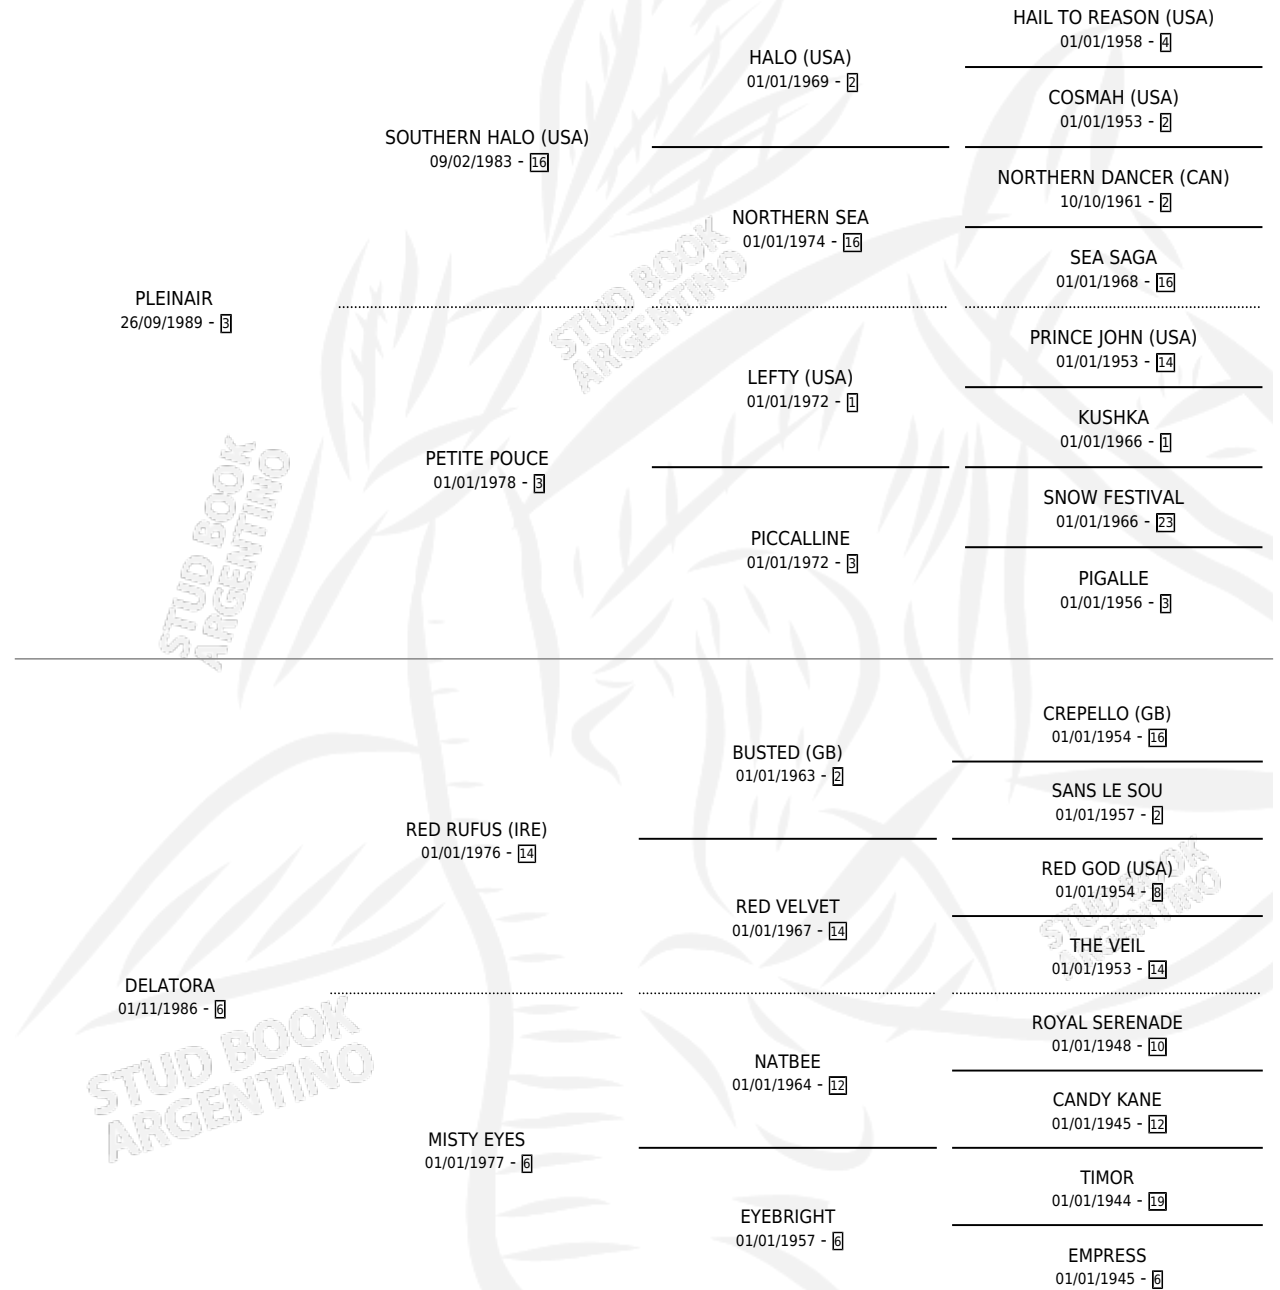 HAIL TO REASON (USA)
01/01/1958 - 4
HALO (USA)
01/01/1969 - 2
COSMAH (USA)
01/01/1953 - 2
SOUTHERN HALO (USA)
09/02/1983 - 16
NORTHERN DANCER (CAN)
10/10/1961 - 2
NORTHERN SEA
01/01/1974 - 16
SEA SAGA
01/01/1968 - 16
PLEINAIR
26/09/1989 - 3
PRINCE JOHN (USA)
01/01/1953 - 14
LEFTY (USA)
01/01/1972 - 1
KUSHKA
01/01/1966 - 1
PETITE POUCE
01/01/1978 - 3
SNOW FESTIVAL
01/01/1966 - 23
PICCALLINE
01/01/1972 - 3
PIGALLE
01/01/1956 - 3
CREPELLO (GB)
01/01/1954 - 16
BUSTED (GB)
01/01/1963 - 2
SANS LE SOU
01/01/1957 - 2
RED RUFUS (IRE)
01/01/1976 - 14
RED GOD (USA)
01/01/1954 - 8
RED VELVET
01/01/1967 - 14
THE VEIL
01/01/1953 - 14
DELATORA
01/11/1986 - 6
ROYAL SERENADE
01/01/1948 - 10
NATBEE
01/01/1964 - 12
CANDY KANE
01/01/1945 - 12
MISTY EYES
01/01/1977 - 6
TIMOR
01/01/1944 - 19
EYEBRIGHT
01/01/1957 - 6
EMPRESS
01/01/1945 - 6
STUD BOOK
ARGENTINO
STUD BOOK
ARGENTINO
STUD BOOK
ARGENTINO
STUD BOOK
ARGENTINO